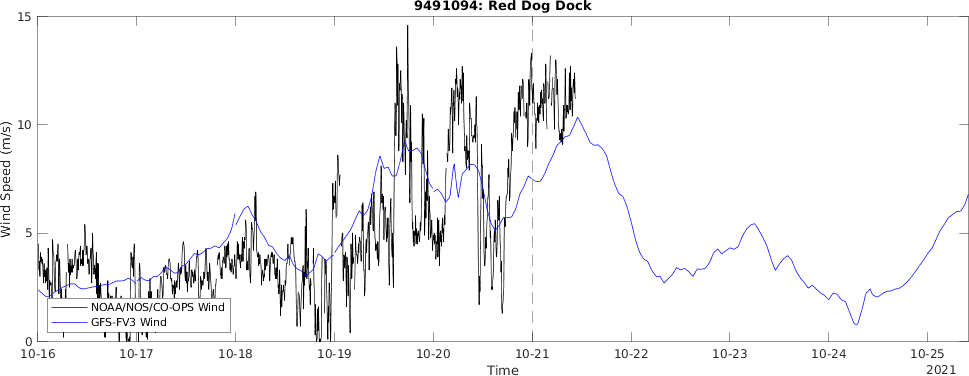 9491094: Red Dog Dock
Wind Speed (m/s)
15
10
5
0
NOAA/NOS/CO-OPS Wind
GFS-FV3 Wind
10-16 10-17 10-18 10-19 10-20 10-21 10-22 10-23 10-24 10-25
Time
2021